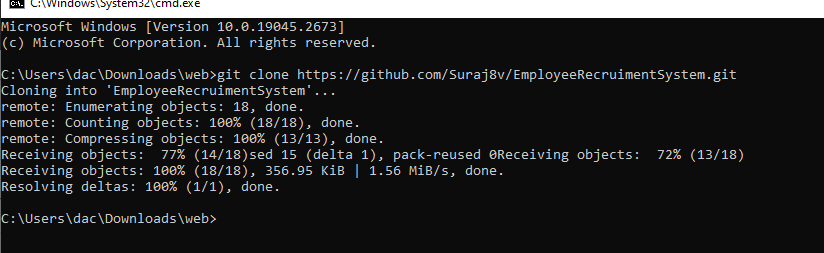 C:\Windows\System32\cmd.exe
Microsoft Windows [Version 10.0.19045.2673]
(c) Microsoft Corporation. All rights reserved.
C:\Users\dac\Downloads\web>git clone https://github.com/Suraj8v/EmployeeRecruimentSystem.git
Cloning into 'EmployeeRecruimentSystem'...
remote: Enumerating objects: 18, done.
remote: Counting objects: 100% (18/18), done.
remote: Compressing objects: 100% (13/13), done.
Receiving objects:  77% (14/18)sed 15 (delta 1), pack-reused 0Receiving objects:  72% (13/18)
Receiving objects: 100% (18/18), 356.95 KiB | 1.56 MiB/s, done.
Resolving deltas: 100% (1/1), done.
C:\Users\dac\Downloads\web>